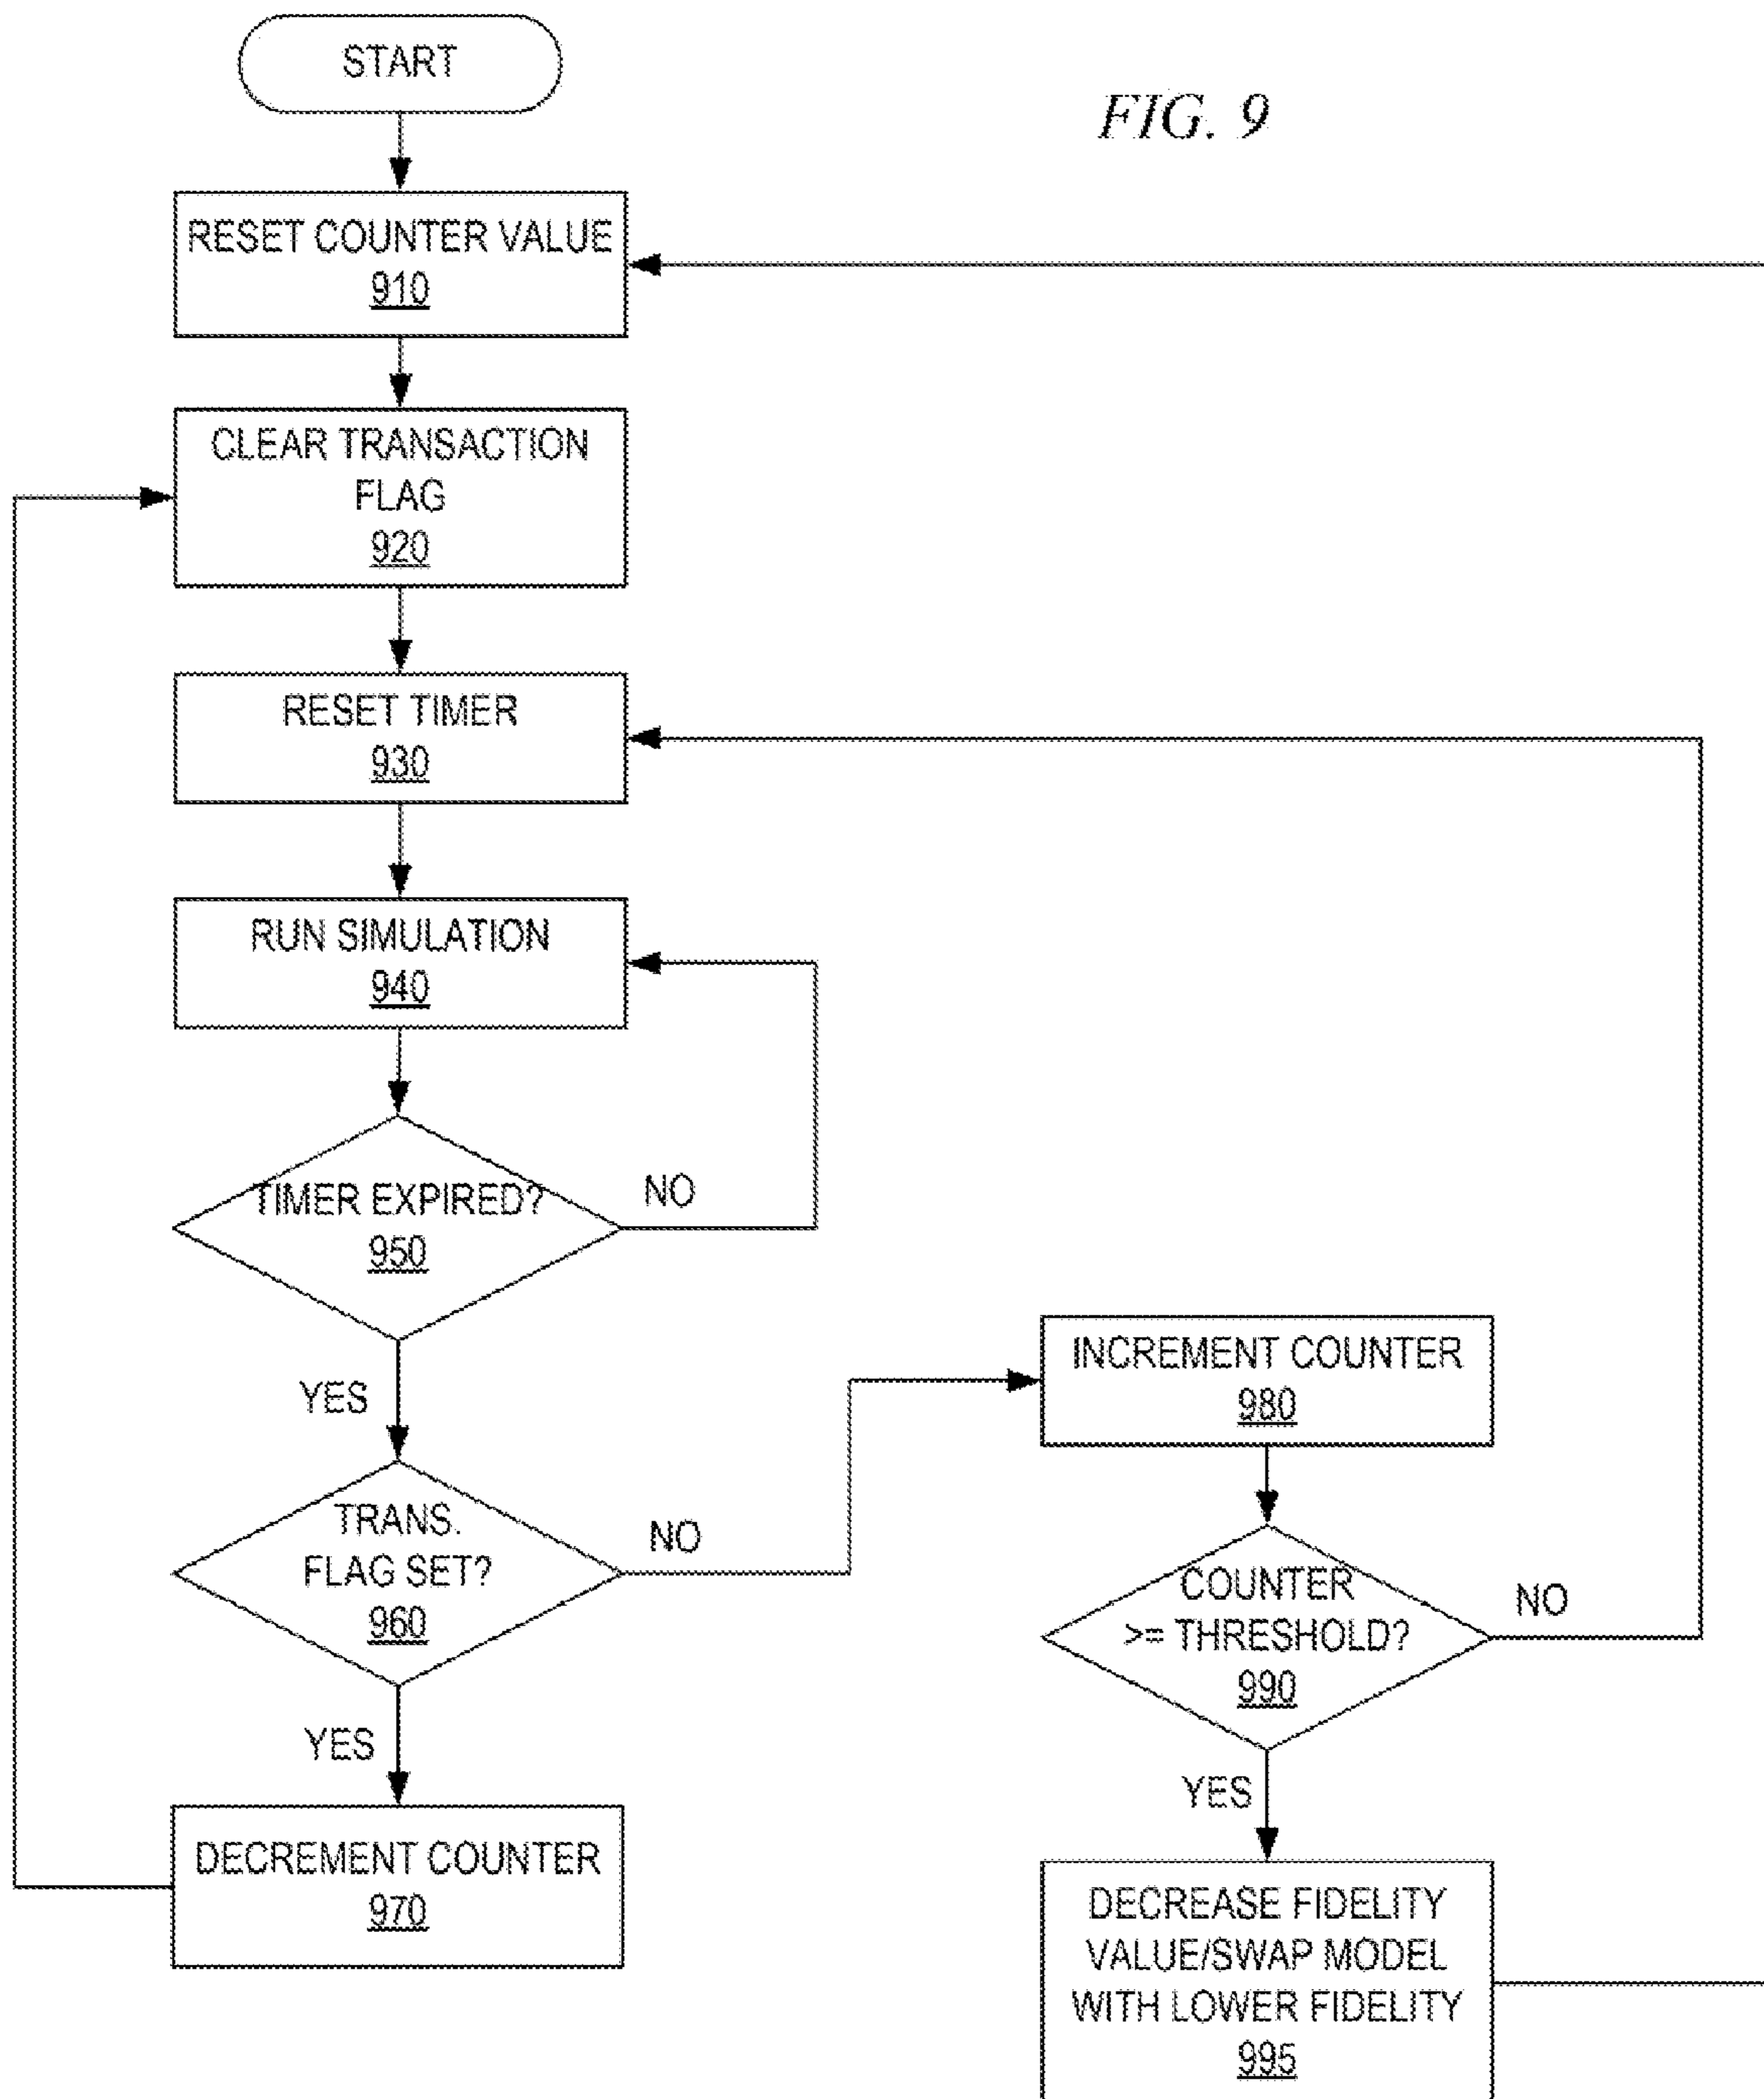 START
FIG. 9
RESET COUNTER VALUE
910
CLEAR TRANSACTION
FLAG
920
RESET TIMER
930
RUN SIMULATION
940
TIMER EXPIRED?
950
NO
YES
TRANS.
FLAG SET?
960
NO
YES
DECREMENT COUNTER
970
INCREMENT COUNTER
980
COUNTER
>= THRESHOLD?
990
NO
YES
DECREASE FIDELITY
VALUE/SWAP MODEL
WITH LOWER FIDELITY
995